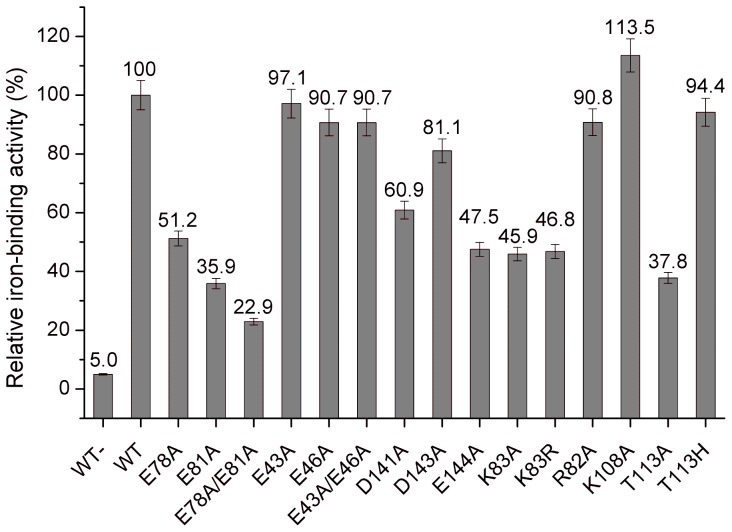 Relative iron-binding activity (%)
120
100
80
60
40
20
0
5.0
100
51.2
35.9
22.9
97.1
90.7
90.7
60.9
81.1
47.5
45.9
46.8
90.8
113.5
37.8
94.4
WT-
WT
E78A
E81A
E78A/E81A
E43A
E46A
E43A/E46A
D141A
D143A
E144A
K83A
K83R
R82A
K108A
T113A
T113H